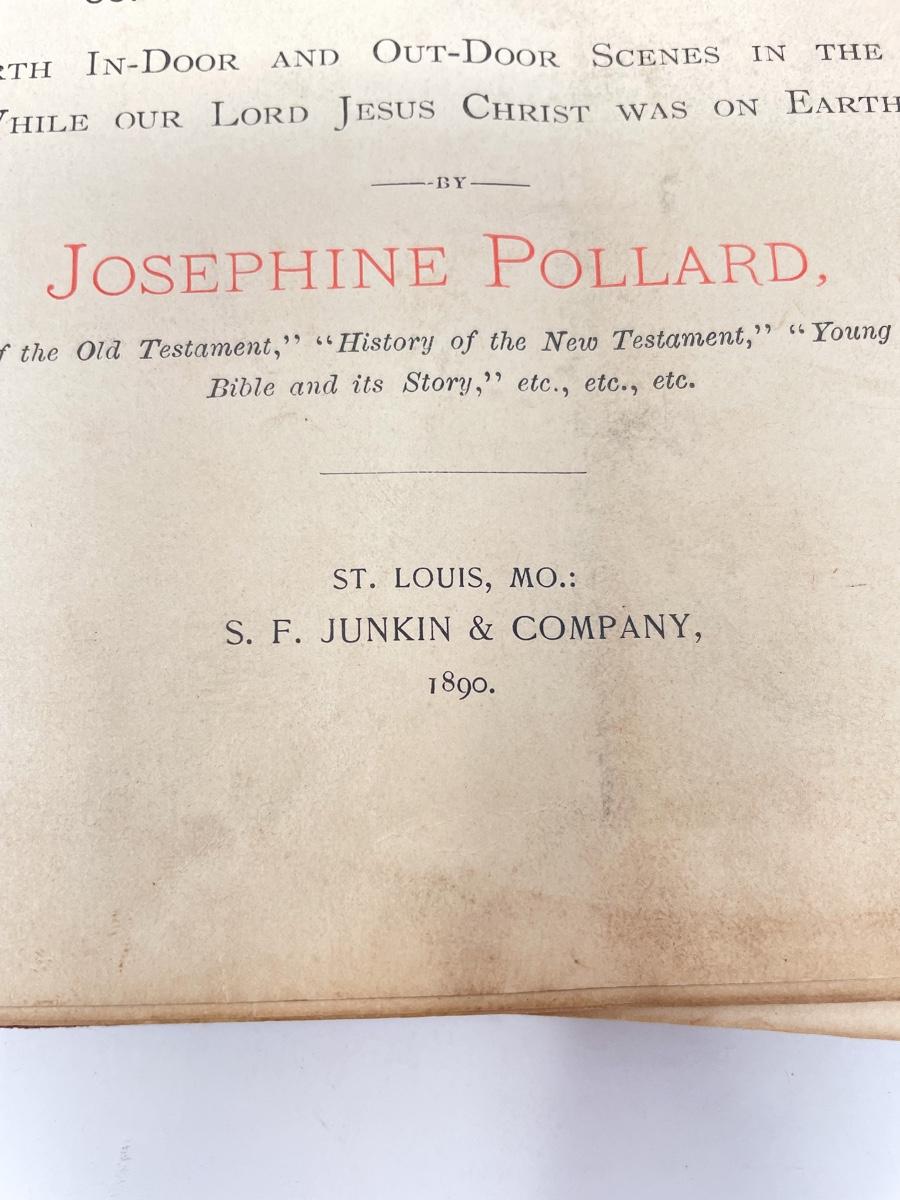 RTH IN-DOOR AND OUT-DOOR SCENES IN THE
WHILE OUR LORD JESUS CHRIST WAS ON EARTH
BY
JOSEPHINE POLLARD,
f the Old Testament,” “History of the New Testament,” “Young
Bible and its Story,” etc., etc., etc.
ST. LOUIS, MO.:
S. F. JUNKIN & COMPANY,
1890.